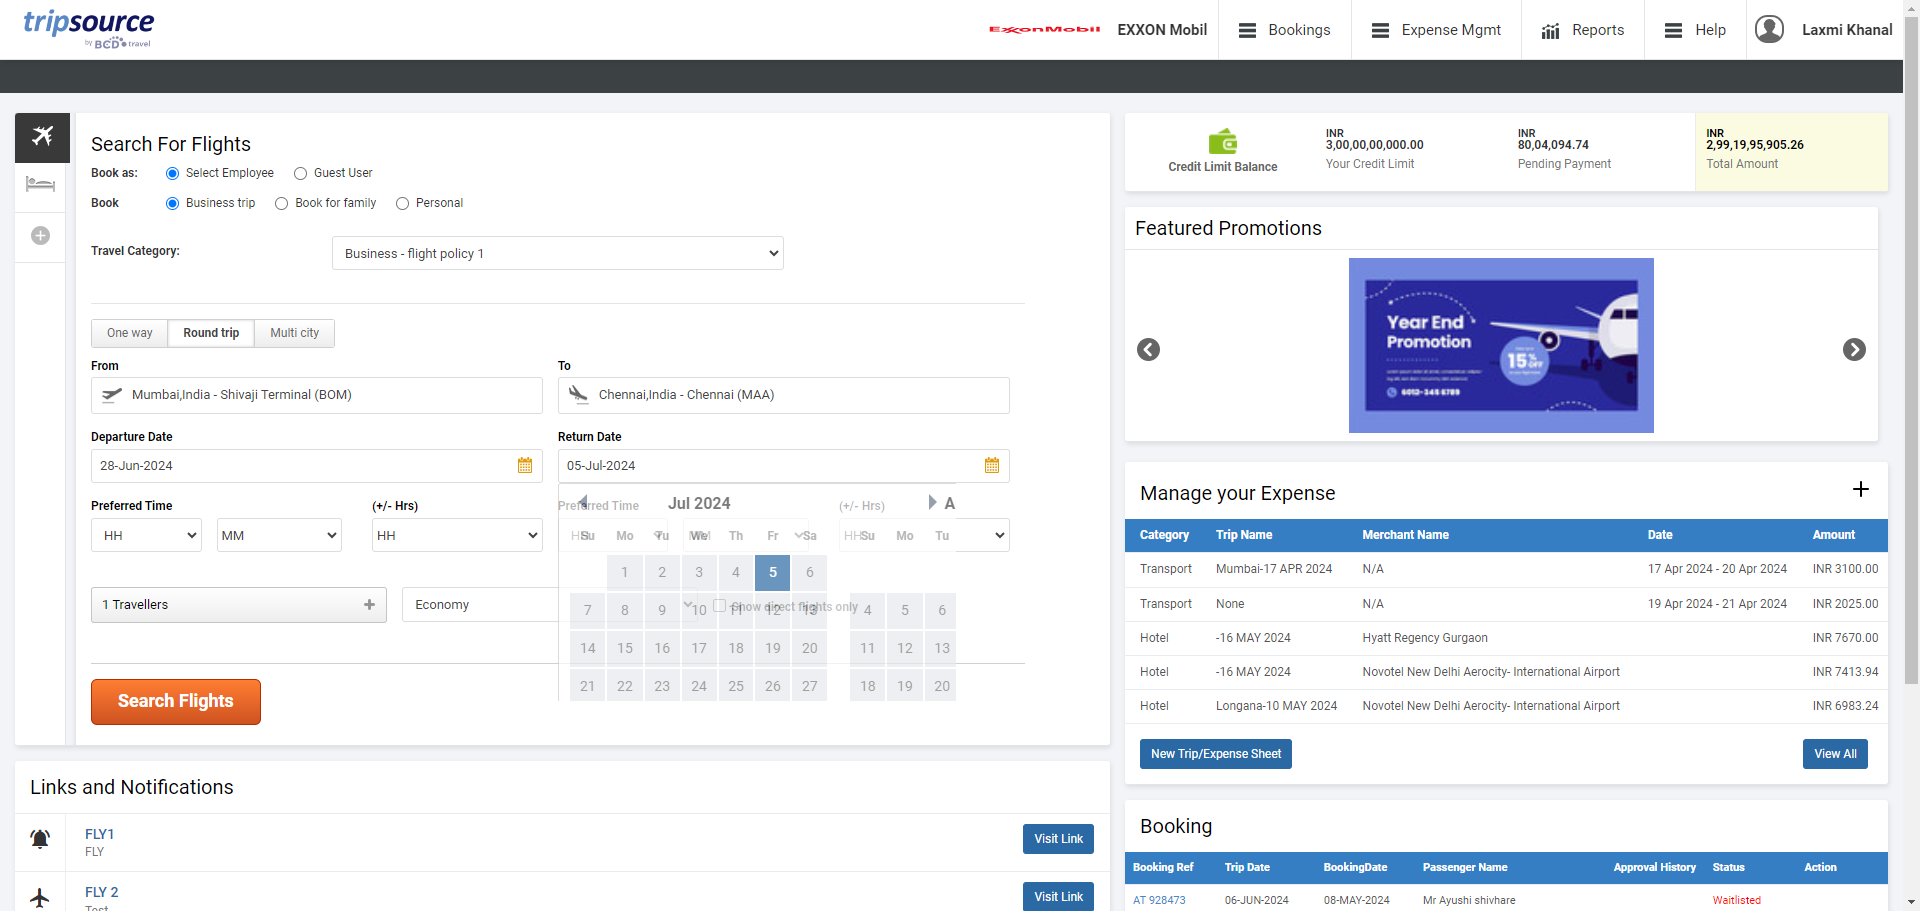 tripsource
by BCD travel
ExxonMobil EXXON Mobil Bookings Expense Mgmt Reports Help Laxmi Khanal
Search For Flights
Book as: Select Employee Guest User
Book Business trip Book for family Personal
Travel Category: Business - flight policy 1
One way Round trip Multi city
From To
Mumbai,India - Shivaji Terminal (BOM) Chennai,India - Chennai (MAA)
Departure Date Return Date
28-Jun-2024 05-Jul-2024
Preferred Time (+/- Hrs) Preferred Time (+/- Hrs)
HH MM HH HH MM HH
Jul 2024 A
Su Mo Tu We Th Fr Sa Su Mo Tu
1 2 3 4 5 6
7 8 9 10 11 12 13 4 5 6
14 15 16 17 18 19 20 11 12 13
21 22 23 24 25 26 27 18 19 20
1 Travellers Economy Show direct flights only
Search Flights
Links and Notifications
FLY1
FLY
Visit Link
FLY 2
Test
Visit Link
Credit Limit Balance
INR
3,00,00,00,000.00
Your Credit Limit
INR
80,04,094.74
Pending Payment
INR
2,99,19,95,905.26
Total Amount
Featured Promotions
Year End
Promotion
15%
OFF
6012-345 6789
Manage your Expense
Category Trip Name Merchant Name Date Amount
Transport Mumbai-17 APR 2024 N/A 17 Apr 2024 - 20 Apr 2024 INR 3100.00
Transport None N/A 19 Apr 2024 - 21 Apr 2024 INR 2025.00
Hotel -16 MAY 2024 Hyatt Regency Gurgaon INR 7670.00
Hotel -16 MAY 2024 Novotel New Delhi Aerocity- International Airport INR 7413.94
Hotel Longana-10 MAY 2024 Novotel New Delhi Aerocity- International Airport INR 6983.24
New Trip/Expense Sheet View All
Booking
Booking Ref Trip Date BookingDate Passenger Name Approval History Status Action
AT 928473 06-JUN-2024 08-MAY-2024 Mr Ayushi shivhare Waitlisted